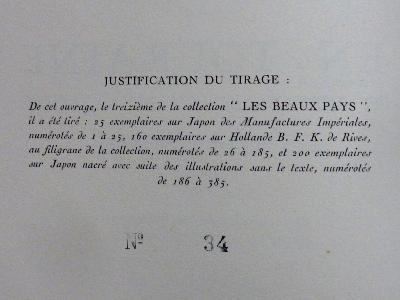 JUSTIFICATION DU TIRAGE :
De cet ouvrage, le treizième de la collection “ LES BEAUX PAYS ”,
il a été tiré : 25 exemplaires sur Japon des Manufactures Impériales,
numérotés de 1 à 25, 160 exemplaires sur Hollande B. F. K. de Rives,
au filigrane de la collection, numérotés de 26 à 185, et 200 exemplaires
sur Japon nacré avec suite des illustrations sans le texte, numérotés
de 186 à 385.
Nº 34